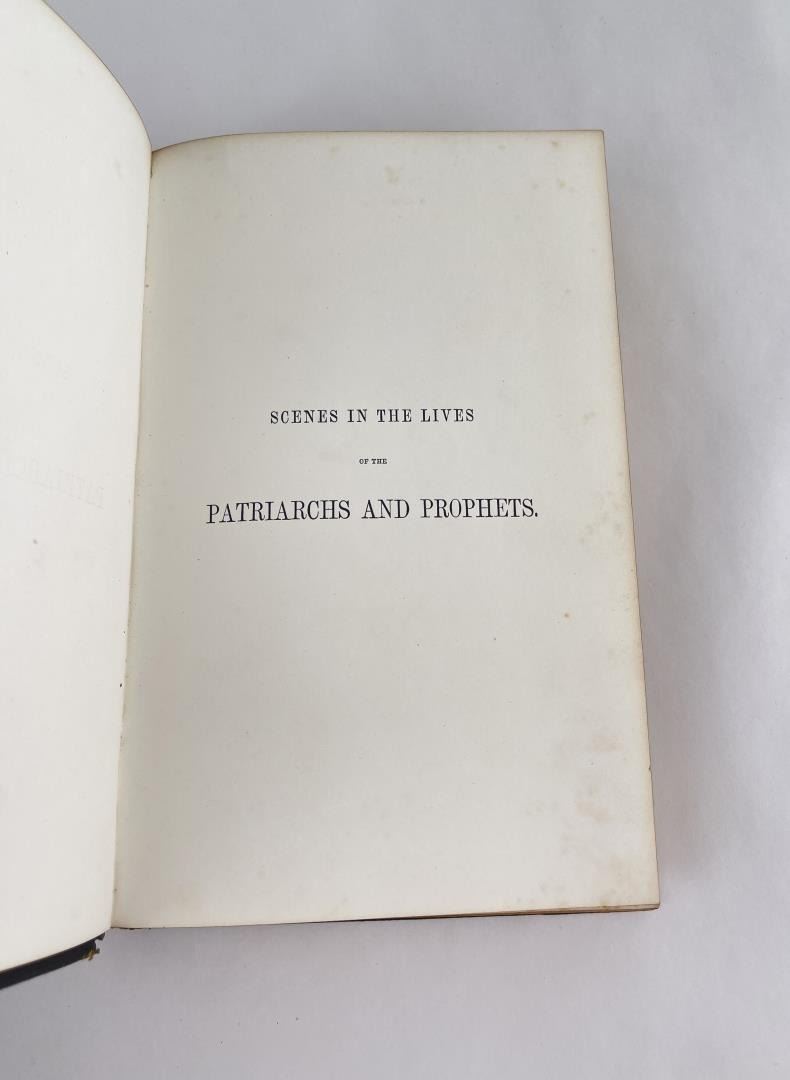 SCENES IN THE LIVES
OF THE
PATRIARCHS AND PROPHETS.